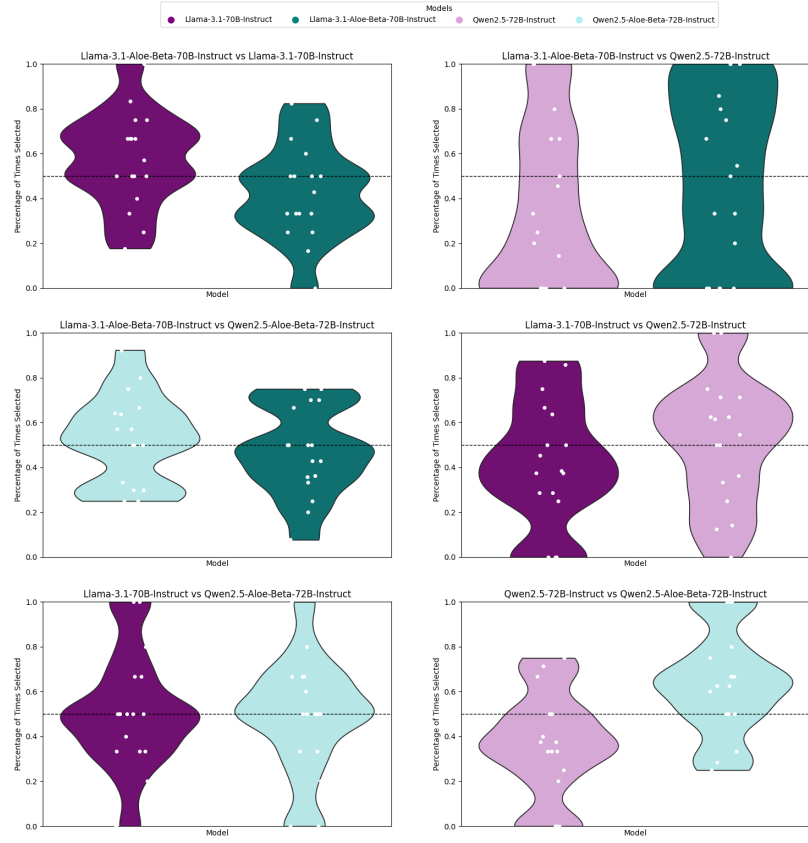 Models
Llama-3.1-70B-Instruct Llama-3.1-Aloe-Beta-70B-Instruct Qwen2.5-72B-Instruct Qwen2.5-Aloe-Beta-72B-Instruct
Llama-3.1-Aloe-Beta-70B-Instruct vs Llama-3.1-70B-Instruct
Percentage of Times Selected
1.0
0.8
0.6
0.4
0.2
0.0
Model
Llama-3.1-Aloe-Beta-70B-Instruct vs Qwen2.5-72B-Instruct
Percentage of Times Selected
1.0
0.8
0.6
0.4
0.2
0.0
Model
Llama-3.1-Aloe-Beta-70B-Instruct vs Qwen2.5-Aloe-Beta-72B-Instruct
Percentage of Times Selected
1.0
0.8
0.6
0.4
0.2
0.0
Model
Llama-3.1-70B-Instruct vs Qwen2.5-72B-Instruct
Percentage of Times Selected
1.0
0.8
0.6
0.4
0.2
0.0
Model
Llama-3.1-70B-Instruct vs Qwen2.5-Aloe-Beta-72B-Instruct
Percentage of Times Selected
1.0
0.8
0.6
0.4
0.2
0.0
Model
Qwen2.5-72B-Instruct vs Qwen2.5-Aloe-Beta-72B-Instruct
Percentage of Times Selected
1.0
0.8
0.6
0.4
0.2
0.0
Model